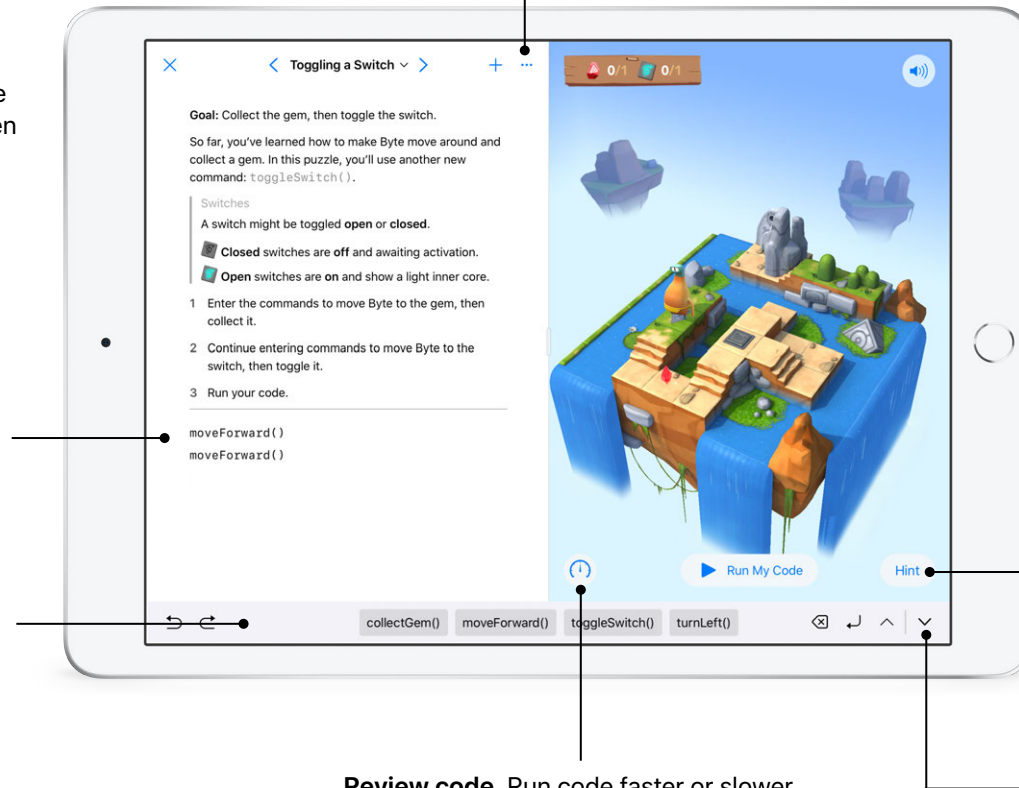 Toggling a Switch
0/1 0/1
Goal: Collect the gem, then toggle the switch.
So far, you've learned how to make Byte move around and
collect a gem. In this puzzle, you'll use another new
command: toggleSwitch().
Switches
A switch might be toggled open or closed.
Closed switches are off and awaiting activation.
Open switches are on and show a light inner core.
1 Enter the commands to move Byte to the gem, then
collect it.
2 Continue entering commands to move Byte to the
switch, then toggle it.
3 Run your code.
moveForward()
moveForward()
Run My Code
Hint
collectGem() moveForward() toggleSwitch() turnLeft()
Review code. Run code faster or slower